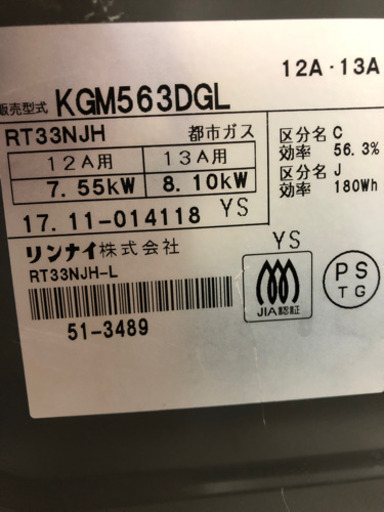 12A・13A
販売型式 KGM563DGL
RT33NJH 都市ガス
12A用 13A用
7.55kW 8.10kW
区分名 C
効率 56.3%
区分名 J
効率 180Wh
17.11-014118 YS
リンナイ株式会社
RT33NJH-L
YS
JIA認証
PS
TG
51-3489